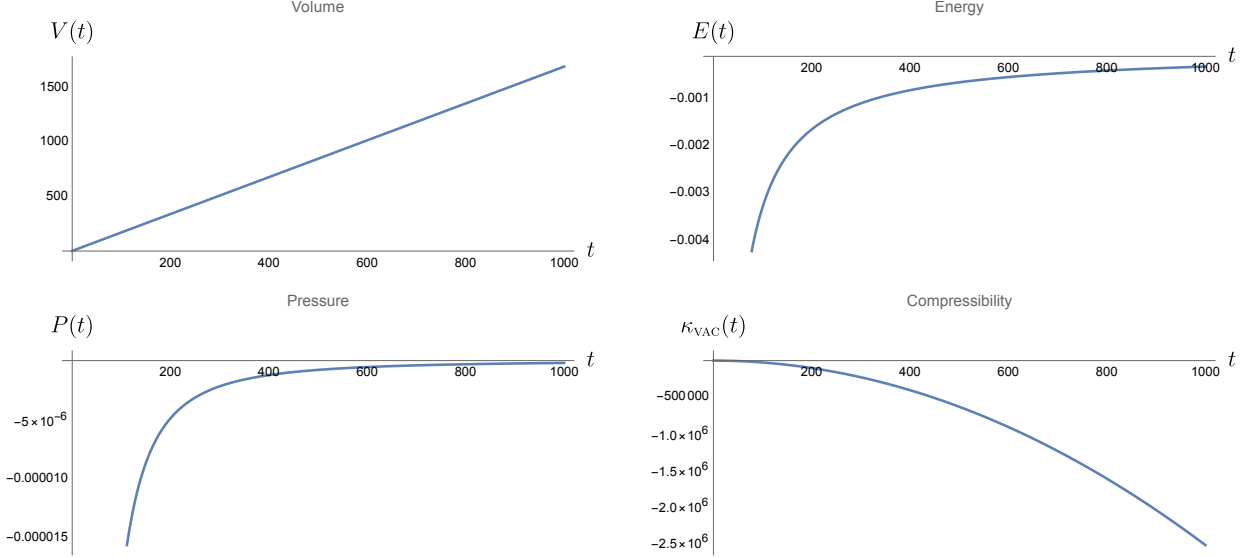 Volume
V(t)
1500
1000
500
200 400 600 800 1000 t
Energy
E(t)
200 400 600 800 1000 t
−0.001
−0.002
−0.003
−0.004
Pressure
P(t)
200 400 600 800 1000 t
−5×10⁻⁶
−0.000010
−0.000015
Compressibility
κ_VAC(t)
200 400 600 800 1000 t
−500 000
−1.0×10⁶
−1.5×10⁶
−2.0×10⁶
−2.5×10⁶